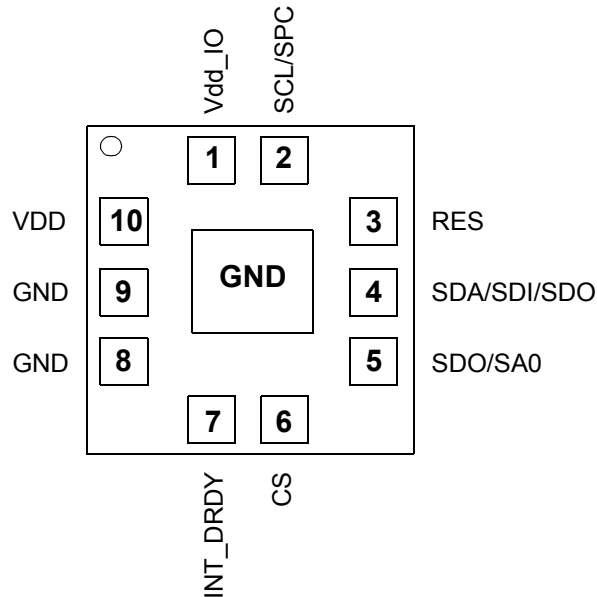 Vdd_IO
SCL/SPC
1
2
VDD
10
3
RES
GND
9
GND
4
SDA/SDI/SDO
GND
8
5
SDO/SA0
7
6
INT_DRDY
CS